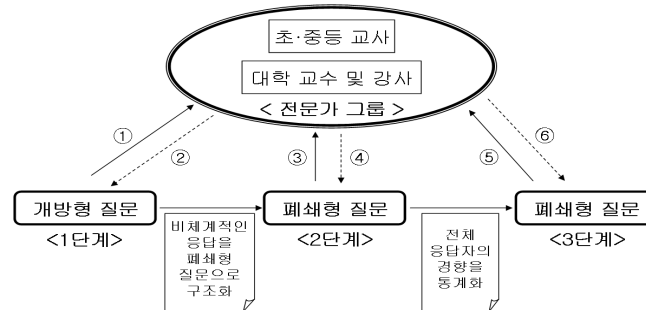 초·중등 교사
대학 교수 및 강사
< 전문가 그룹 >
① ② ③ ④ ⑤ ⑥
개방형 질문 폐쇄형 질문 폐쇄형 질문
<1단계> <2단계> <3단계>
비체계적인
응답을
폐쇄형
질문으로
구조화
전체
응답자의
경향을
통계화